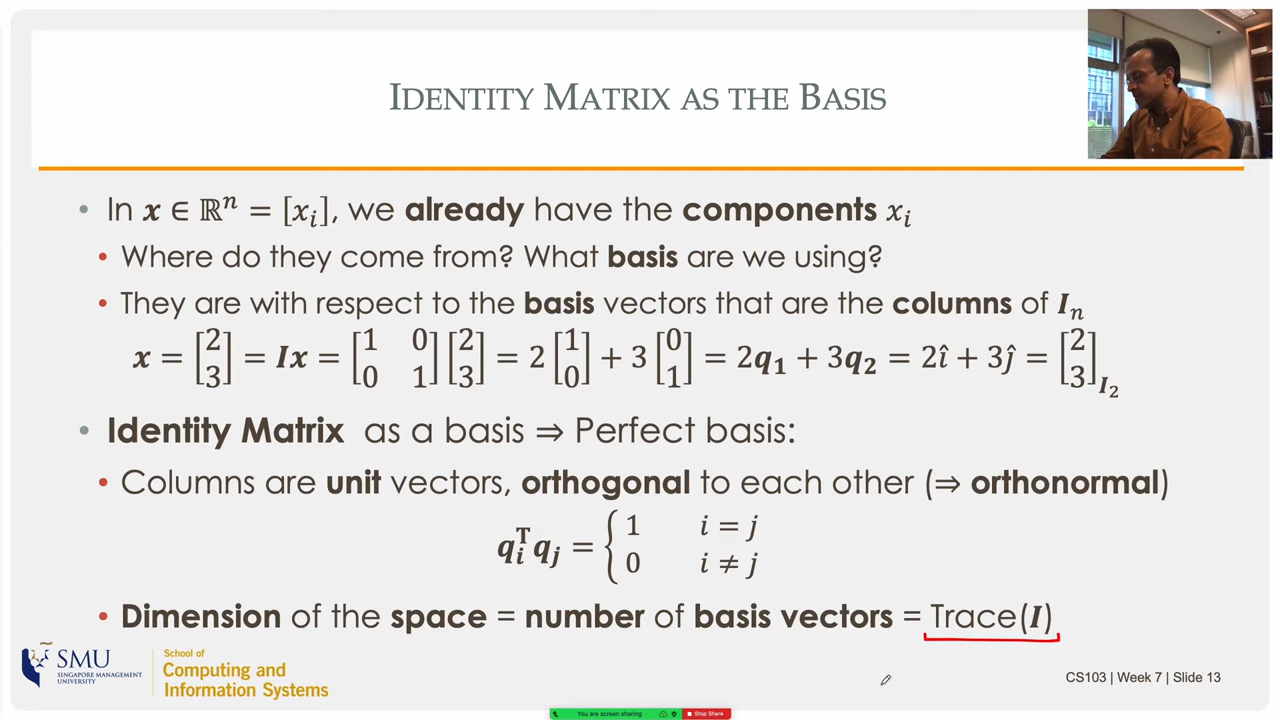 IDENTITY MATRIX AS THE BASIS
• In 𝒙 ∈ ℝⁿ = [xᵢ], we already have the components xᵢ
• Where do they come from? What basis are we using?
• They are with respect to the basis vectors that are the columns of 𝑰ₙ
𝒙 = [2 3] = 𝑰𝒙 = [1 0 0 1] [2 3] = 2 [1 0] + 3 [0 1] = 2𝒒₁ + 3𝒒₂ = 2î + 3ĵ = [2 3] 𝑰₂
• Identity Matrix as a basis ⇒ Perfect basis:
• Columns are unit vectors, orthogonal to each other (⇒ orthonormal)
𝒒ᵢᵀ𝒒ⱼ = { 1 i = j
0 i ≠ j
• Dimension of the space = number of basis vectors = Trace(𝑰)
SMU
SINGAPORE MANAGEMENT
UNIVERSITY
School of
Computing and
Information Systems
CS103 | Week 7 | Slide 13
You are screen sharing
Stop Share